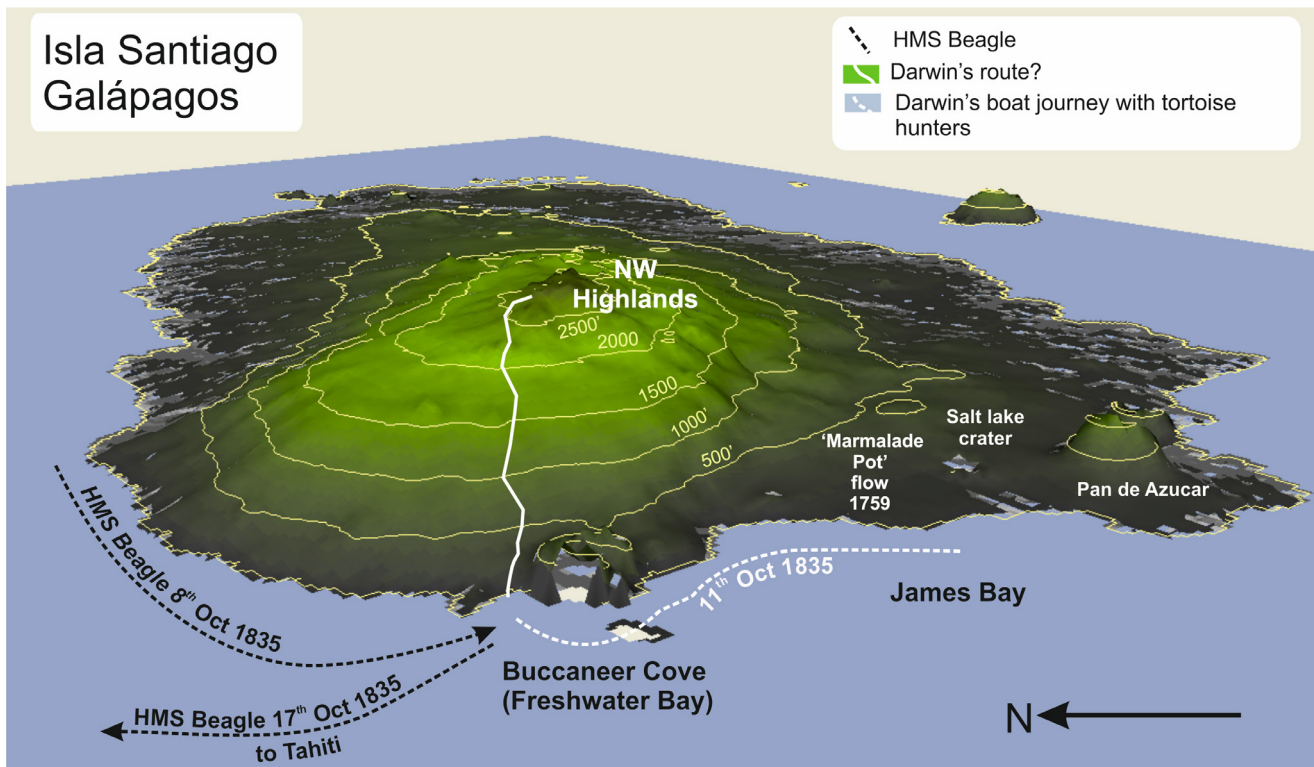 Isla Santiago
Galápagos
HMS Beagle
Darwin's route?
Darwin's boat journey with tortoise
hunters
NW
Highlands
2500'
2000
1500
1000'
500'
'Marmalade
Pot'
flow
1759
Salt lake
crater
Pan de Azucar
HMS Beagle 8th Oct 1835
11th Oct 1835
James Bay
Buccaneer Cove
(Freshwater Bay)
HMS Beagle 17th Oct 1835
to Tahiti
N